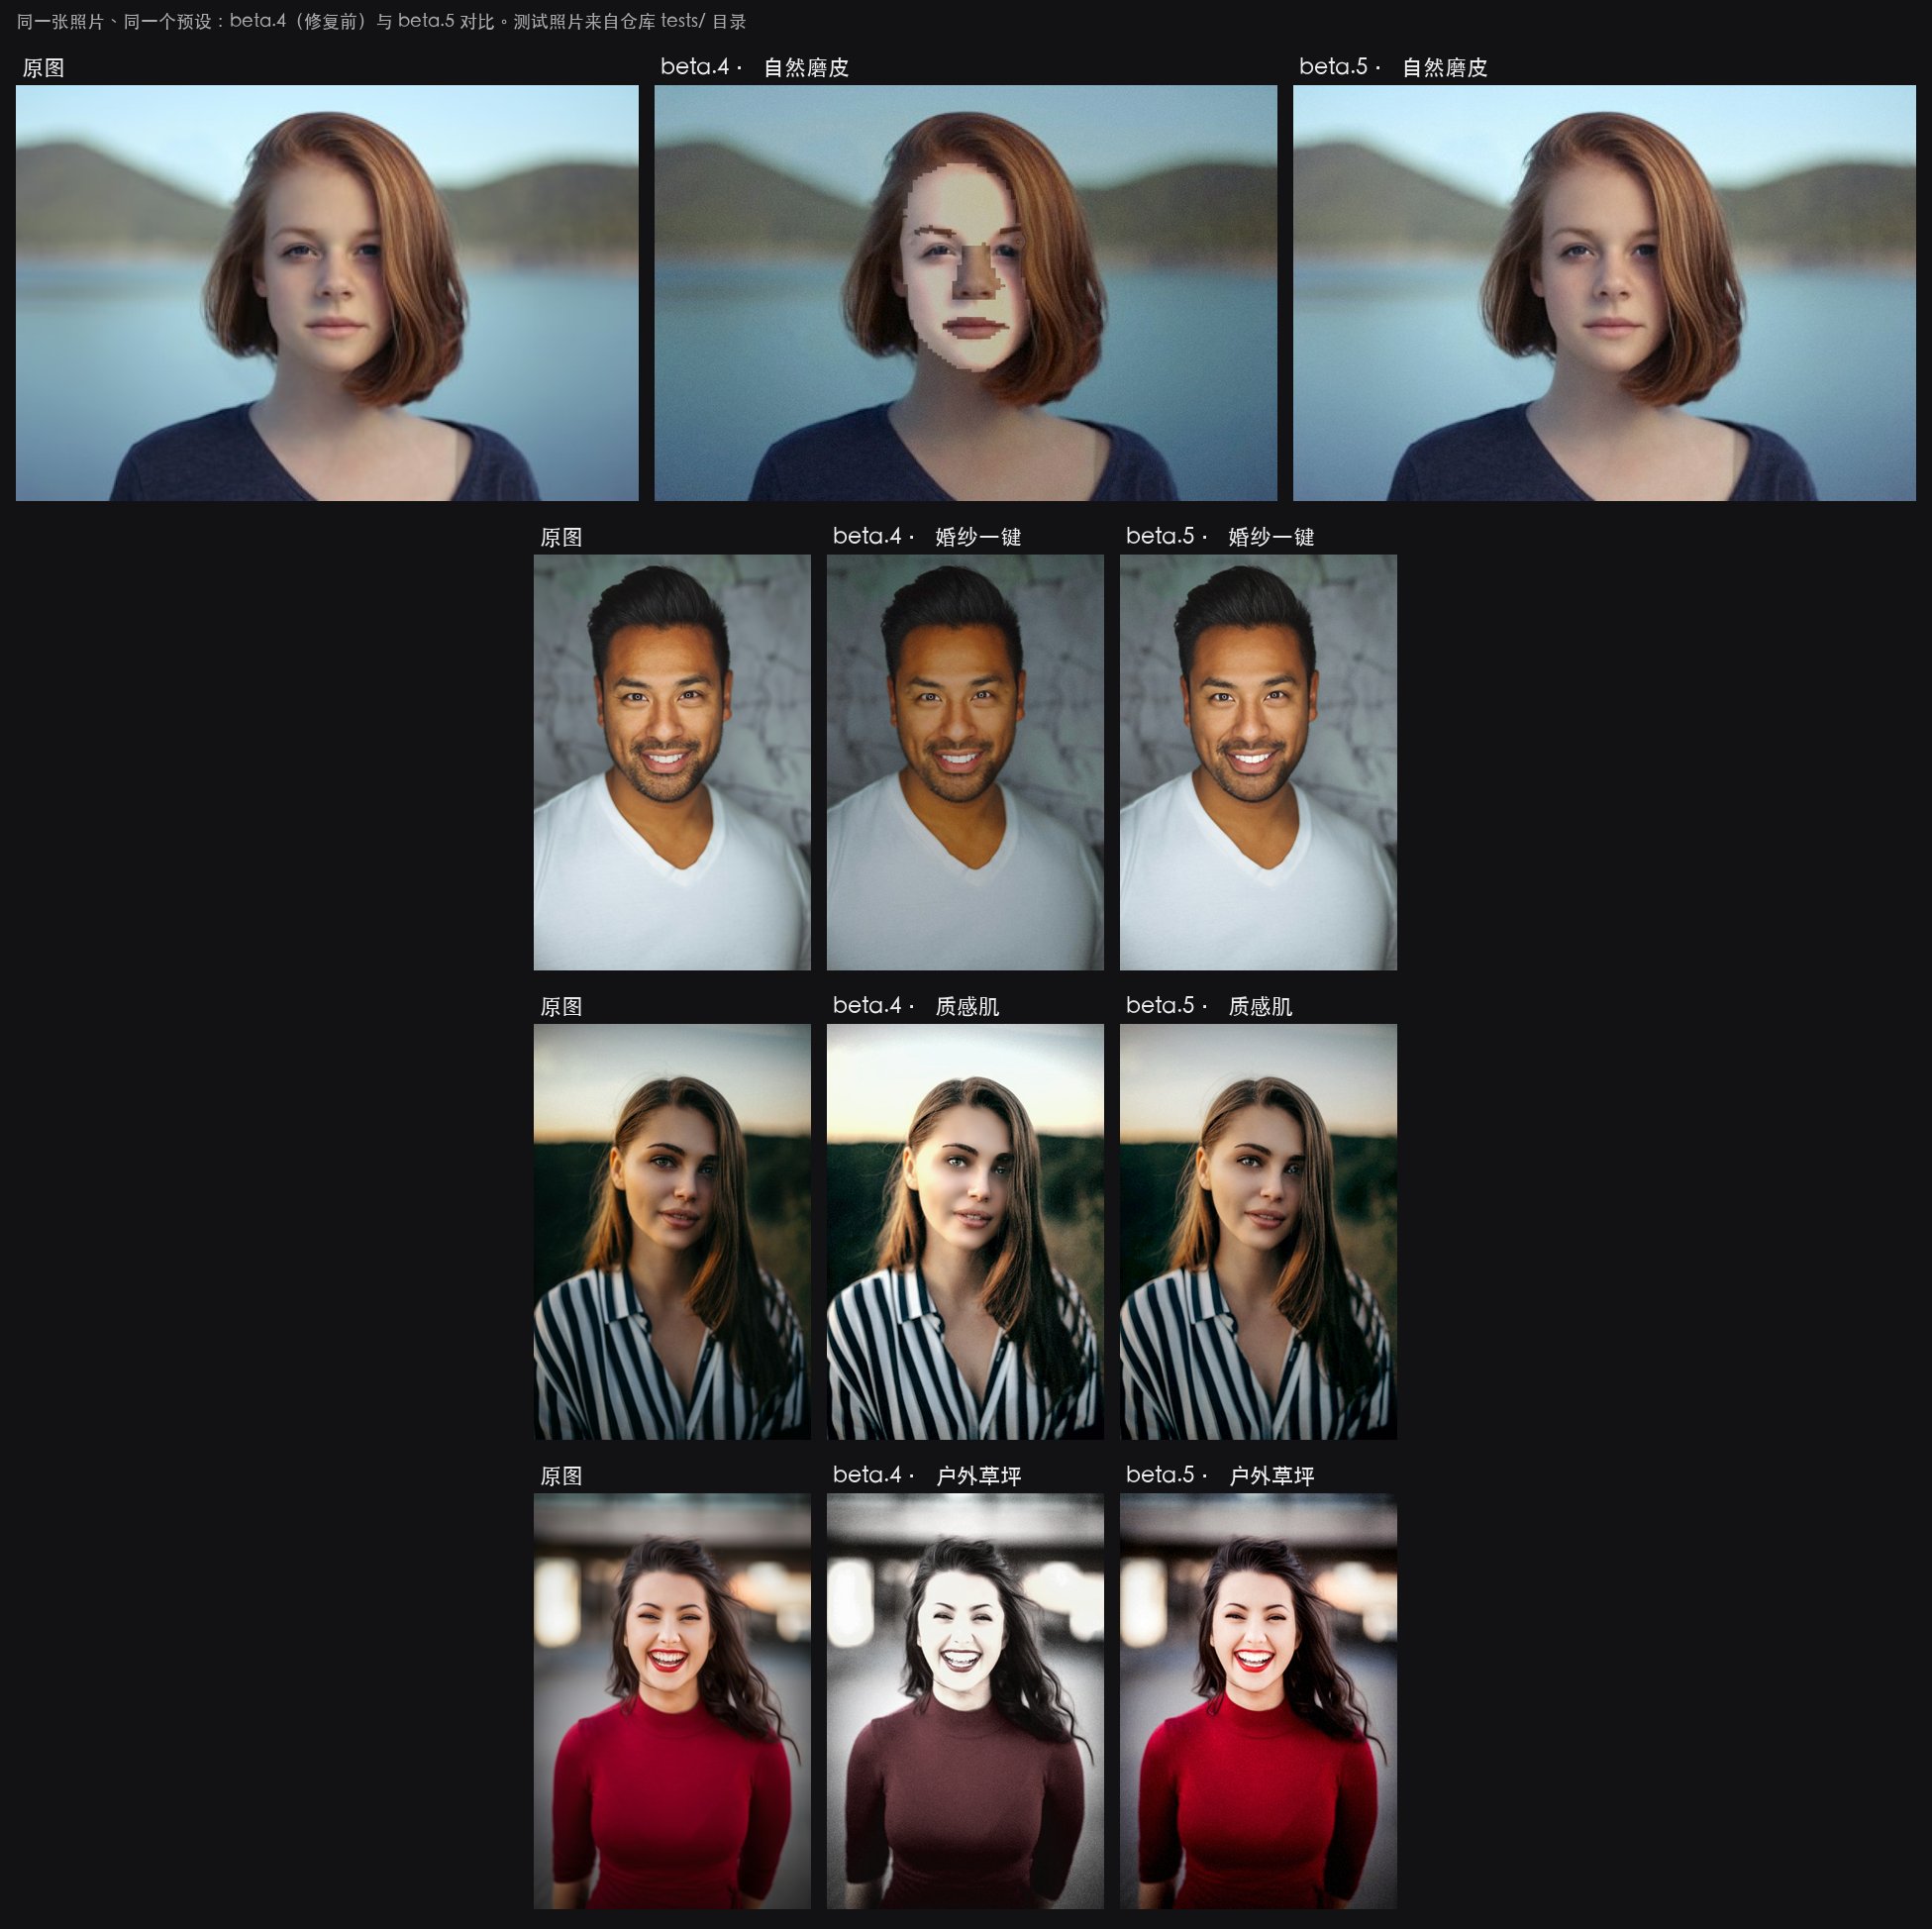 同一张照片、同一个预设：beta.4（修复前）与 beta.5 对比。测试照片来自仓库 tests/ 目录
原图
beta.4 · 自然磨皮
beta.5 · 自然磨皮
原图
beta.4 · 婚纱一键
beta.5 · 婚纱一键
原图
beta.4 · 质感肌
beta.5 · 质感肌
原图
beta.4 · 户外草坪
beta.5 · 户外草坪